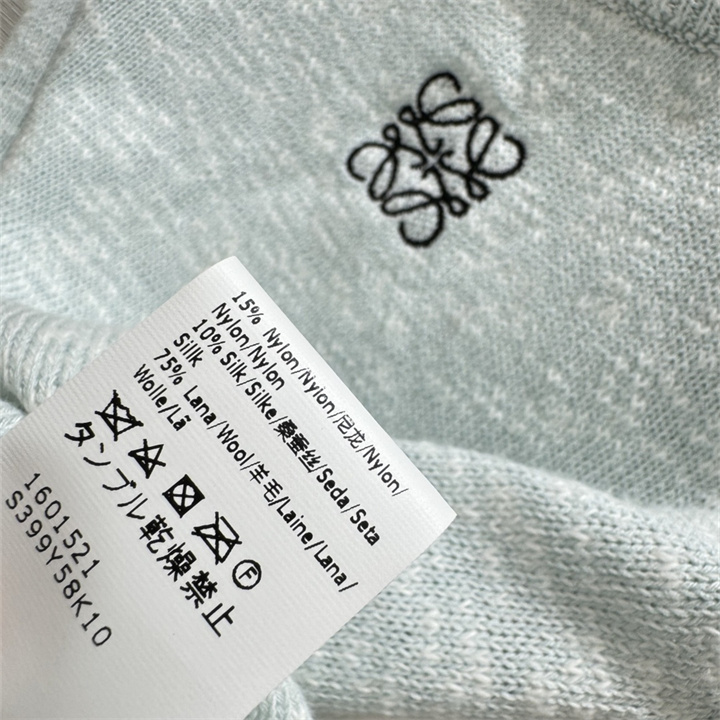 15% Nylon/Nylon/尼龙/Nylon/
Nylon/Nylon
10% Silk/Silke/桑蚕丝/Seda/Seta
Sillk
75% Lana/Wool/羊毛/Laine/Lana/
Wolle/Lã
F
タンブル乾燥禁止
1601521
S399Y58K10